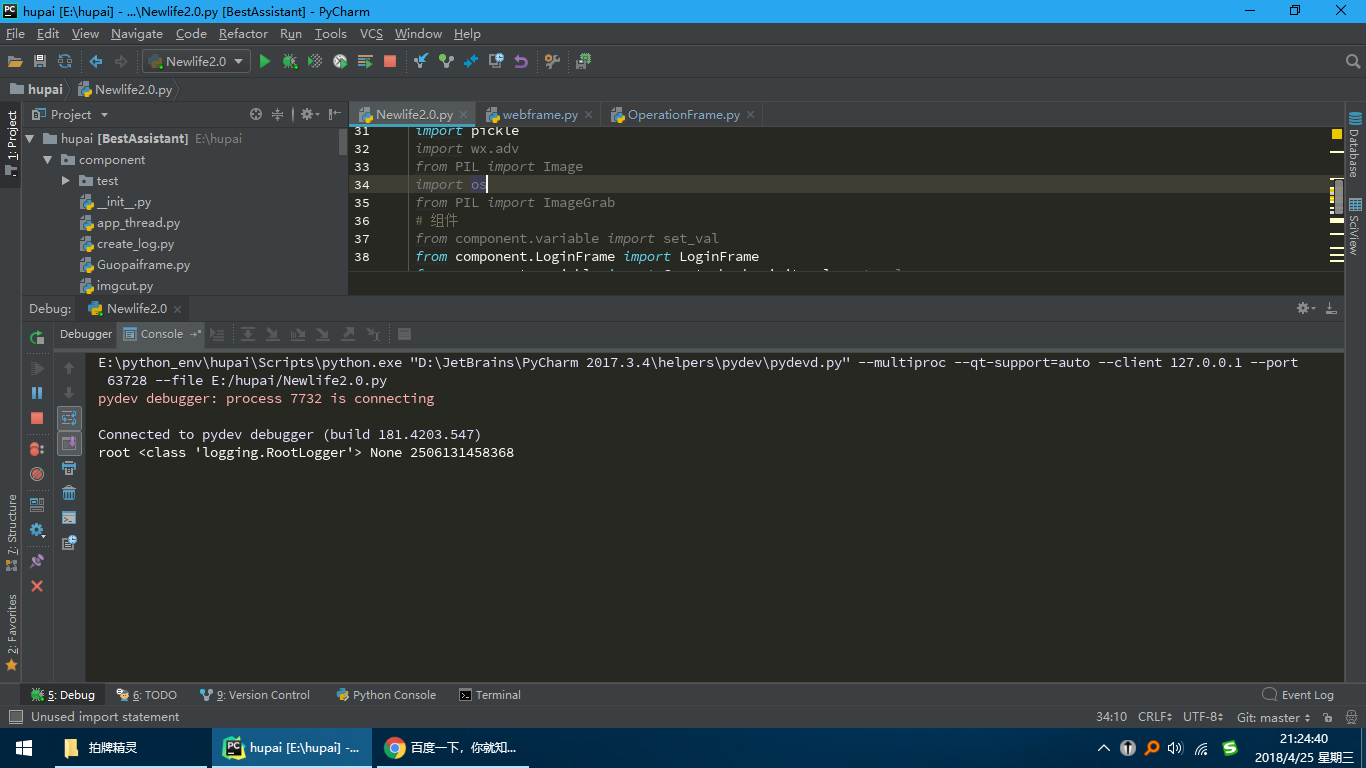 hupai [E:\hupai] - ...\Newlife2.0.py [BestAssistant] - PyCharm
File Edit View Navigate Code Refactor Run Tools VCS Window Help
Newlife2.0
hupai Newlife2.0.py
1: Project
Project
Newlife2.0.py webframe.py OperationFrame.py
hupai [BestAssistant] E:\hupai
component
test
__init__.py
app_thread.py
create_log.py
Guopaiframe.py
imgcut.py
31 import pickle
32 import wx.adv
33 from PIL import Image
34 import os
35 from PIL import ImageGrab
36 # 组件
37 from component.variable import set_val
38 from component.LoginFrame import LoginFrame
Database
SciView
Debug: Newlife2.0
Debugger Console
E:\python_env\hupai\Scripts\python.exe "D:\JetBrains\PyCharm 2017.3.4\helpers\pydev\pydevd.py" --multiproc --qt-support=auto --client 127.0.0.1 --port
63728 --file E:/hupai/Newlife2.0.py
pydev debugger: process 7732 is connecting
Connected to pydev debugger (build 181.4203.547)
root <class 'logging.RootLogger'> None 2506131458368
7: Structure
2: Favorites
5: Debug 6: TODO 9: Version Control Python Console Terminal Event Log
Unused import statement 34:10 CRLF UTF-8 Git: master
拍牌精灵 hupai [E:\hupai] -... 百度一下，你就知...
21:24:40
2018/4/25 星期三